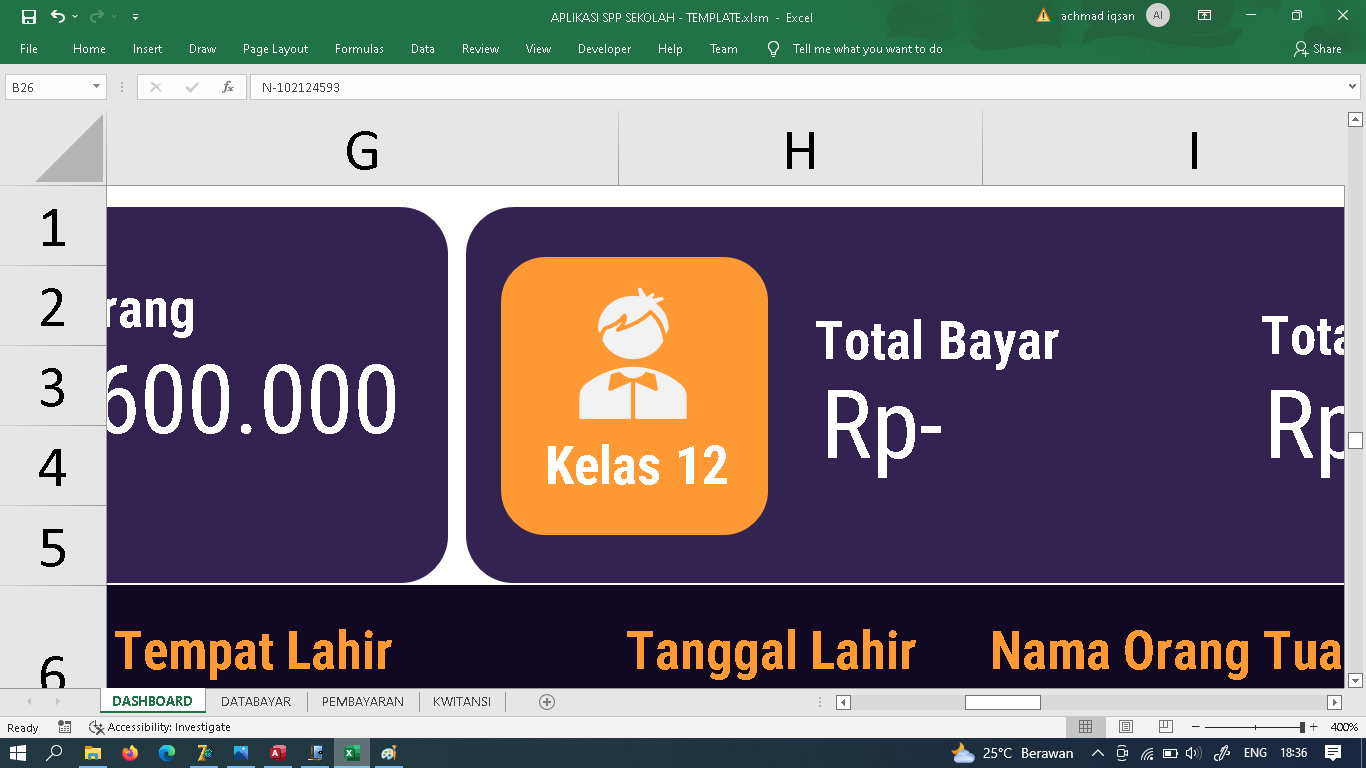 APLIKASI SPP SEKOLAH - TEMPLATE.xlsm - Excel
achmad iqsan
AI
File Home Insert Draw Page Layout Formulas Data Review View Developer Help Team Tell me what you want to do Share
B26
fx
N-102124593
G H I
1
2
3
4
5
6
rang
600.000
Kelas 12
Total Bayar
Rp-
Tota
Rp
Tempat Lahir Tanggal Lahir Nama Orang Tua
DASHBOARD DATABAYAR PEMBAYARAN KWITANSI
Ready Accessibility: Investigate 400%
25°C Berawan ENG 18:36